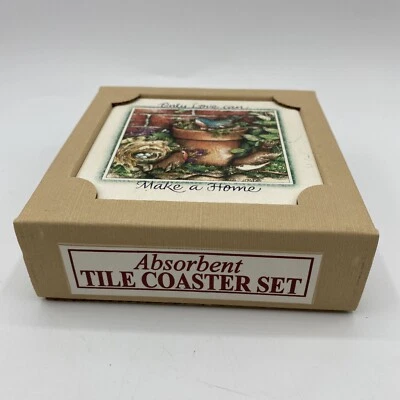 Only Love can
Make a Home
Absorbent
TILE COASTER SET